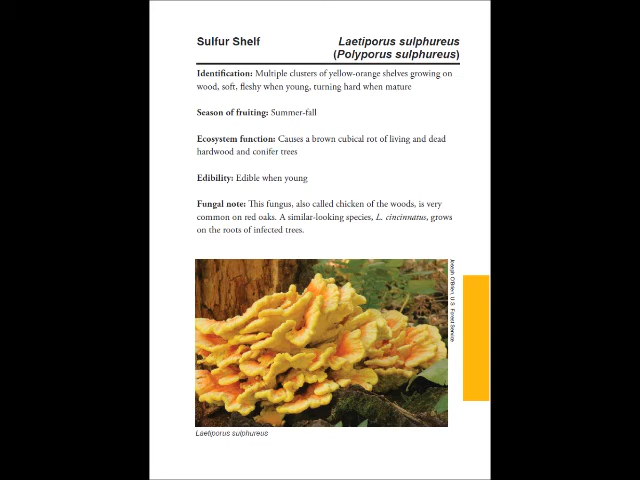 Sulfur Shelf
Laetiporus sulphureus
(Polyporus sulphureus)
Identification: Multiple clusters of yellow-orange shelves growing on
wood, soft, fleshy when young, turning hard when mature
Season of fruiting: Summer-fall
Ecosystem function: Causes a brown cubical rot of living and dead
hardwood and conifer trees
Edibility: Edible when young
Fungal note: This fungus, also called chicken of the woods, is very
common on red oaks. A similar-looking species, L. cincinnatus, grows
on the roots of infected trees.
Joseph O'Brien, U.S. Forest Service
Laetiporus sulphureus